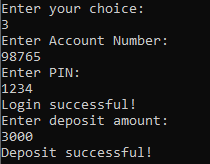 Enter your choice:
3
Enter Account Number:
98765
Enter PIN:
1234
Login successful!
Enter deposit amount:
3000
Deposit successful!